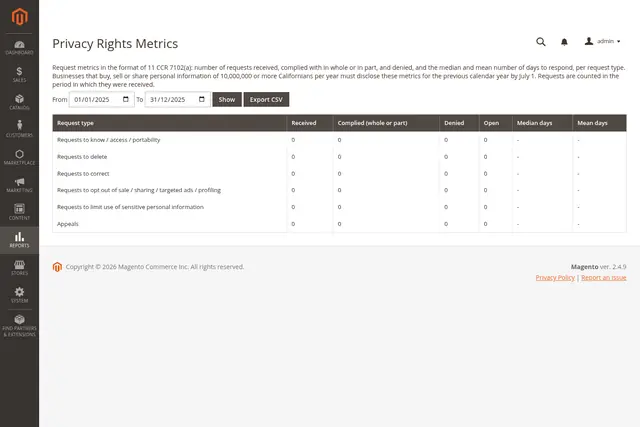 Privacy Rights Metrics
admin
Request metrics in the format of 11 CCR 7102(a): number of requests received, complied with in whole or in part, and denied, and the median and mean number of days to respond, per request type.
Businesses that buy, sell or share personal information of 10,000,000 or more Californians per year must disclose these metrics for the previous calendar year by July 1. Requests are counted in the
period in which they were received.
From 01/01/2025 To 31/12/2025 Show Export CSV
Request type Received Complied (whole or part) Denied Open Median days Mean days
Requests to know / access / portability 0 0 0 0 - -
Requests to delete 0 0 0 0 - -
Requests to correct 0 0 0 0 - -
Requests to opt out of sale / sharing / targeted ads / profiling 0 0 0 0 - -
Requests to limit use of sensitive personal information 0 0 0 0 - -
Appeals 0 0 0 0 - -
DASHBOARD
SALES
CATALOG
CUSTOMERS
MARKETPLACE
MARKETING
CONTENT
REPORTS
STORES
SYSTEM
FIND PARTNERS
& EXTENSIONS
Copyright © 2026 Magento Commerce Inc. All rights reserved.
Magento ver. 2.4.9
Privacy Policy | Report an Issue